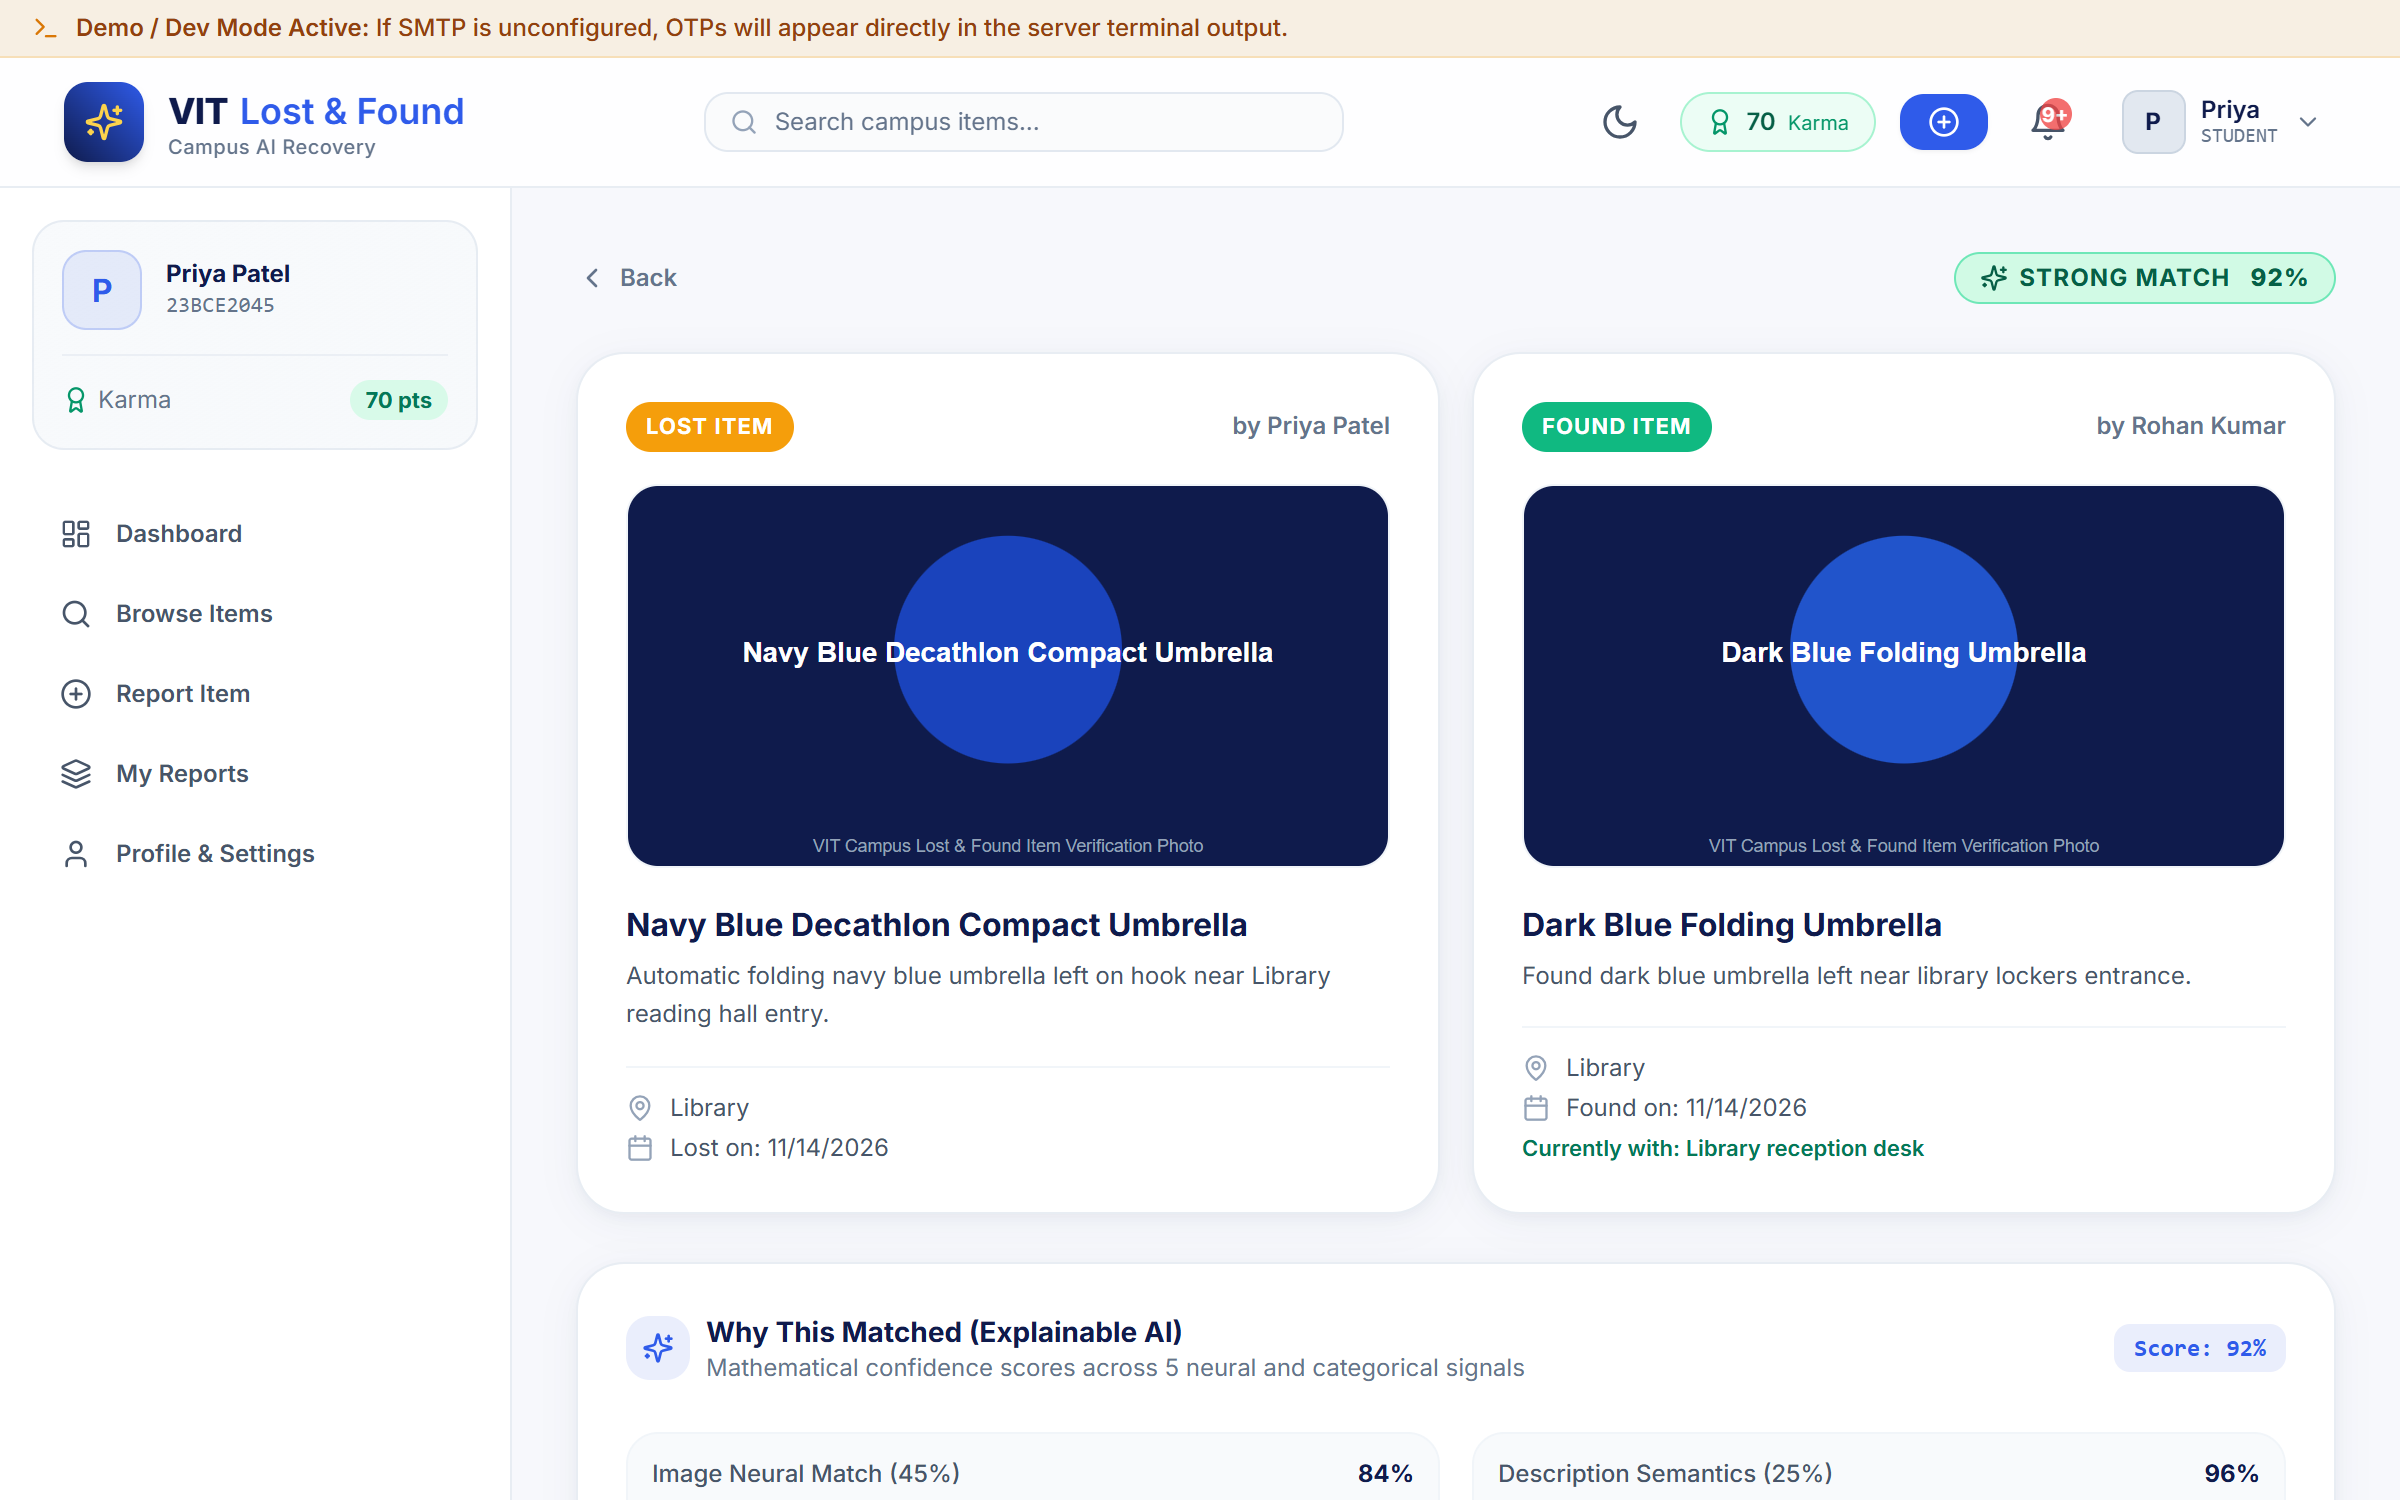 Demo / Dev Mode Active: If SMTP is unconfigured, OTPs will appear directly in the server terminal output.
VIT Lost & Found
Campus AI Recovery
Search campus items...
70 Karma
9+
P
Priya
STUDENT
P
Priya Patel
23BCE2045
Karma
70 pts
Dashboard
Browse Items
Report Item
My Reports
Profile & Settings
Back
STRONG MATCH 92%
LOST ITEM
by Priya Patel
Navy Blue Decathlon Compact Umbrella
VIT Campus Lost & Found Item Verification Photo
Navy Blue Decathlon Compact Umbrella
Automatic folding navy blue umbrella left on hook near Library
reading hall entry.
Library
Lost on: 11/14/2026
FOUND ITEM
by Rohan Kumar
Dark Blue Folding Umbrella
VIT Campus Lost & Found Item Verification Photo
Dark Blue Folding Umbrella
Found dark blue umbrella left near library lockers entrance.
Library
Found on: 11/14/2026
Currently with: Library reception desk
Why This Matched (Explainable AI)
Mathematical confidence scores across 5 neural and categorical signals
Score: 92%
Image Neural Match (45%)
84%
Description Semantics (25%)
96%